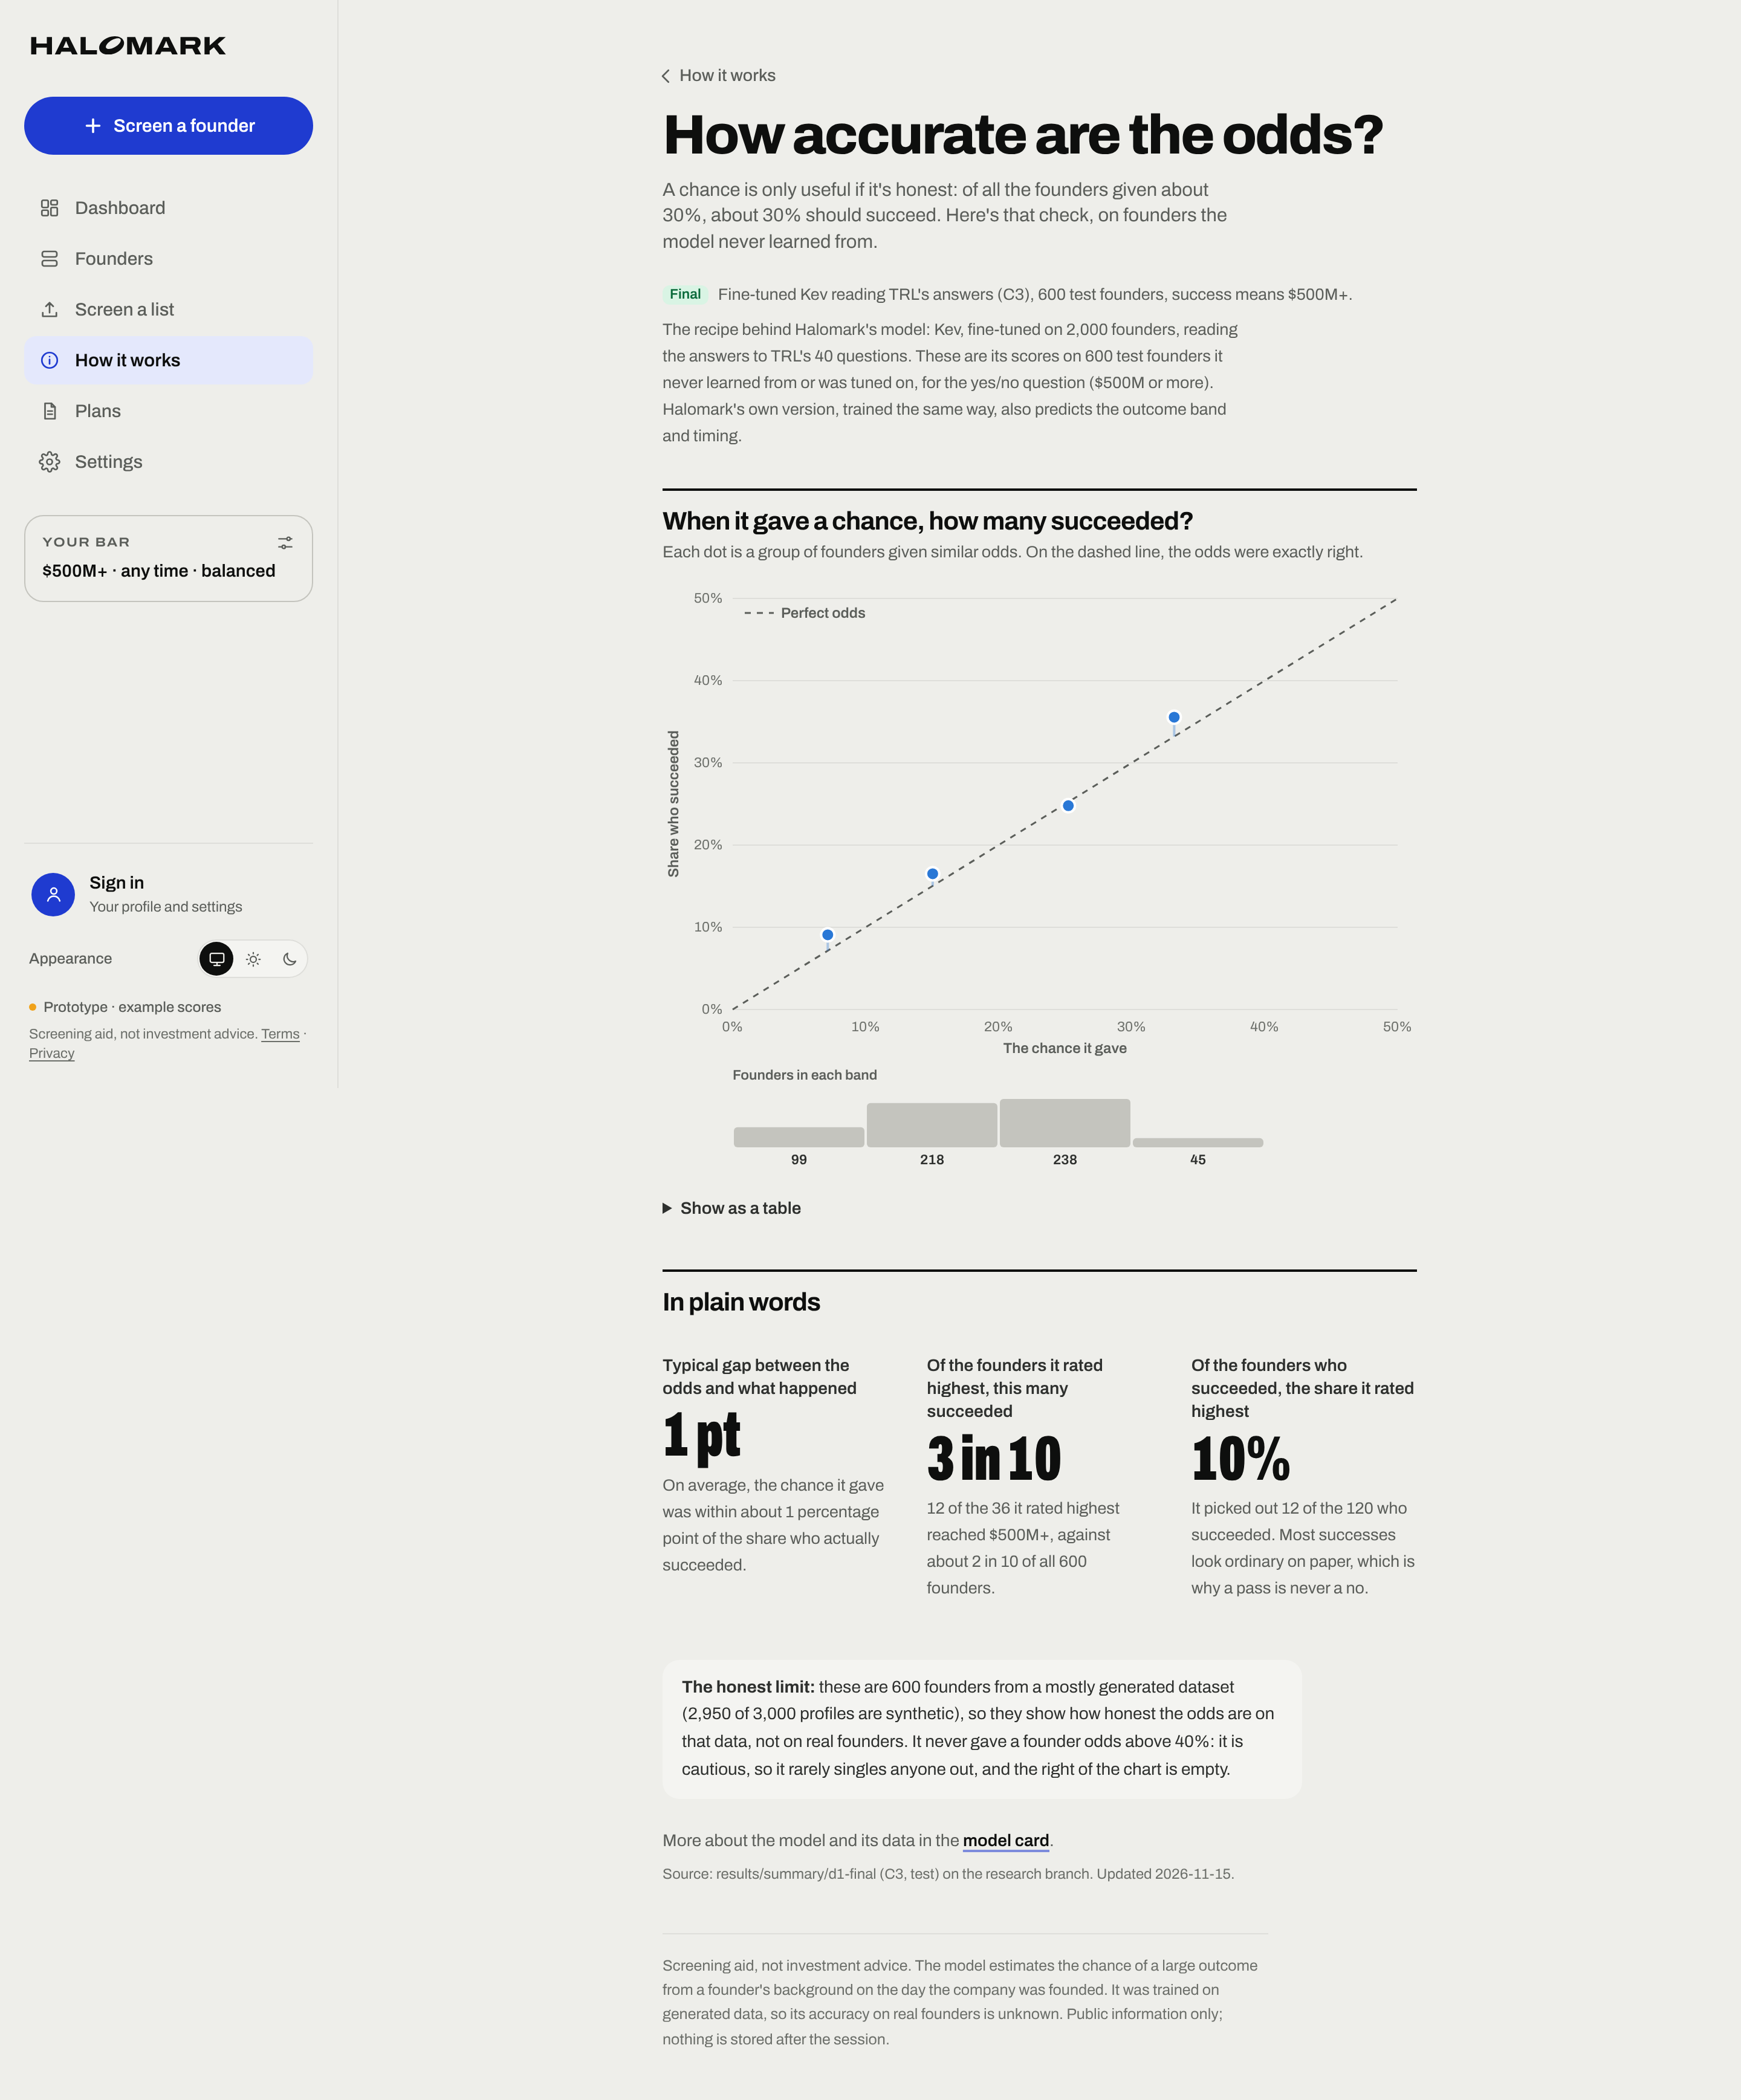 HALOMARK
Screen a founder
Dashboard
Founders
Screen a list
How it works
Plans
Settings
YOUR BAR
$500M+ · any time · balanced
Sign in
Your profile and settings
Appearance
Prototype · example scores
Screening aid, not investment advice. Terms ·
Privacy
How it works
How accurate are the odds?
A chance is only useful if it's honest: of all the founders given about
30%, about 30% should succeed. Here's that check, on founders the
model never learned from.
Final Fine-tuned Kev reading TRL's answers (C3), 600 test founders, success means $500M+.
The recipe behind Halomark's model: Kev, fine-tuned on 2,000 founders, reading
the answers to TRL's 40 questions. These are its scores on 600 test founders it
never learned from or was tuned on, for the yes/no question ($500M or more).
Halomark's own version, trained the same way, also predicts the outcome band
and timing.
When it gave a chance, how many succeeded?
Each dot is a group of founders given similar odds. On the dashed line, the odds were exactly right.
50%
Perfect odds
40%
30%
20%
10%
0%
Share who succeeded
0% 10% 20% 30% 40% 50%
The chance it gave
Founders in each band
99 218 238 45
Show as a table
In plain words
Typical gap between the
odds and what happened
1 pt
On average, the chance it gave
was within about 1 percentage
point of the share who actually
succeeded.
Of the founders it rated
highest, this many
succeeded
3 in 10
12 of the 36 it rated highest
reached $500M+, against
about 2 in 10 of all 600
founders.
Of the founders who
succeeded, the share it rated
highest
10%
It picked out 12 of the 120 who
succeeded. Most successes
look ordinary on paper, which is
why a pass is never a no.
The honest limit: these are 600 founders from a mostly generated dataset
(2,950 of 3,000 profiles are synthetic), so they show how honest the odds are on
that data, not on real founders. It never gave a founder odds above 40%: it is
cautious, so it rarely singles anyone out, and the right of the chart is empty.
More about the model and its data in the model card.
Source: results/summary/d1-final (C3, test) on the research branch. Updated 2026-11-15.
Screening aid, not investment advice. The model estimates the chance of a large outcome
from a founder's background on the day the company was founded. It was trained on
generated data, so its accuracy on real founders is unknown. Public information only;
nothing is stored after the session.